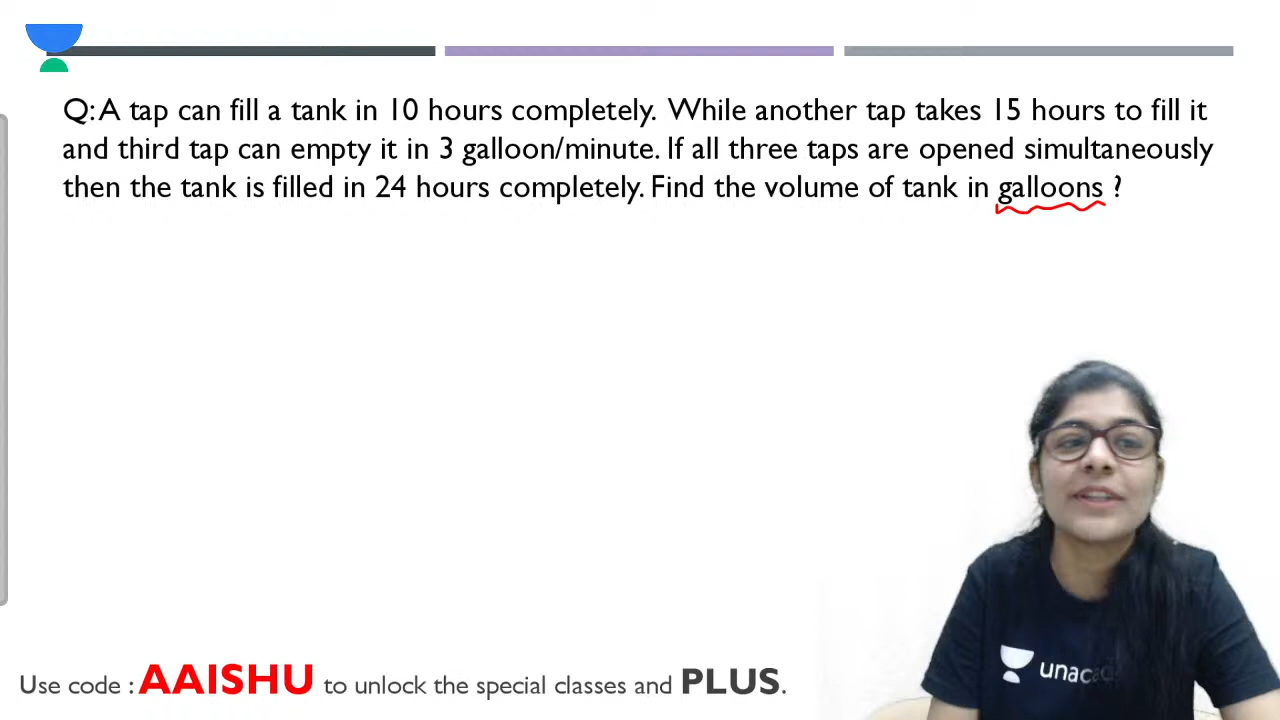 Q: A tap can fill a tank in 10 hours completely. While another tap takes 15 hours to fill it
and third tap can empty it in 3 galloon/minute. If all three taps are opened simultaneously
then the tank is filled in 24 hours completely. Find the volume of tank in galloons ?
Use code : AAISHU to unlock the special classes and PLUS.